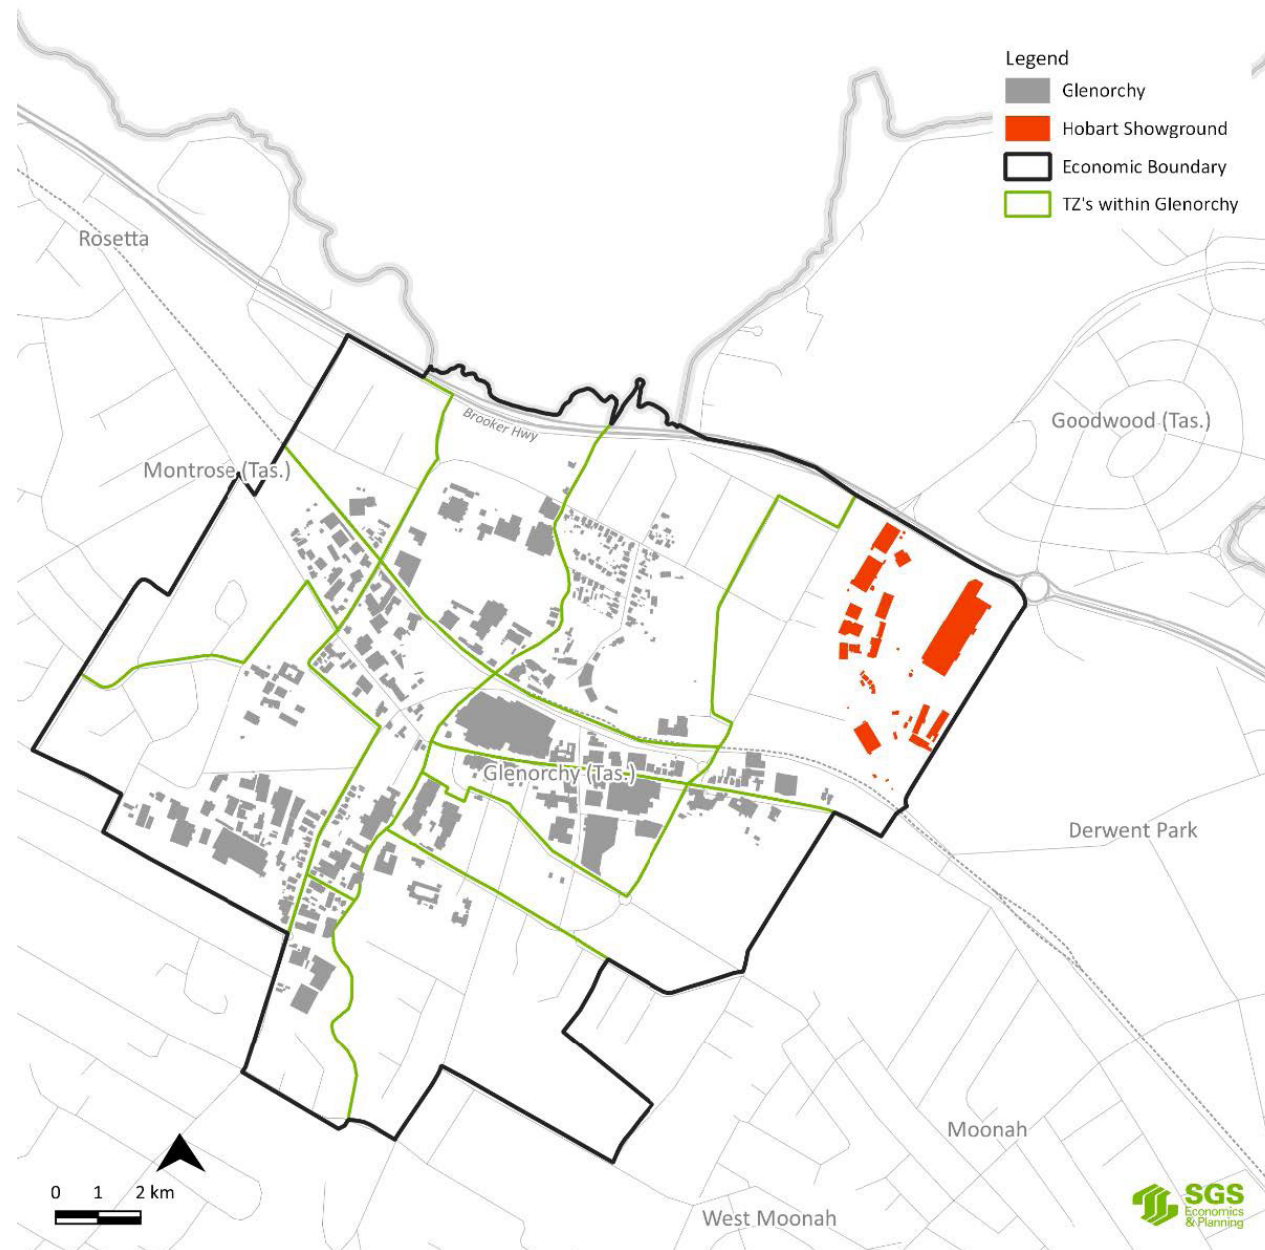 Legend
Glenorchy
Hobart Showground
Economic Boundary
TZ's within Glenorchy
Rosetta
Brooker Hwy
Goodwood (Tas.)
Montrose (Tas.)
Glenorchy (Tas.)
Derwent Park
Moonah
West Moonah
0 1 2 km
SGS
Economics
& Planning